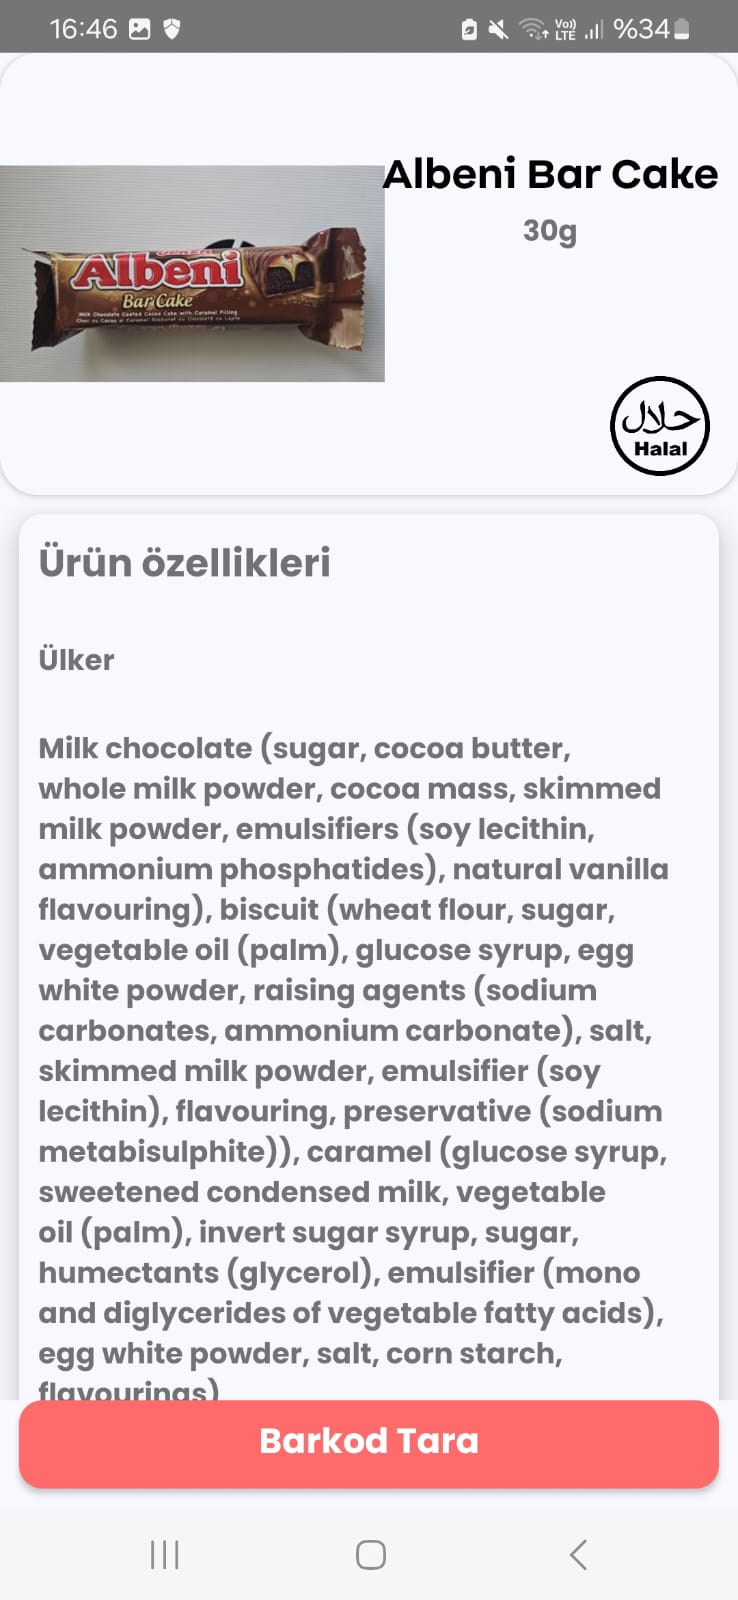 16:46
Vo))
LTE
%34
Albeni Bar Cake
30g
ÜLKER
Albeni
Bar Cake
Milk Chocolate Coated Cocoa Cake with Caramel Filling
حلال
Halal
Ürün özellikleri
Ülker
Milk chocolate (sugar, cocoa butter,
whole milk powder, cocoa mass, skimmed
milk powder, emulsifiers (soy lecithin,
ammonium phosphatides), natural vanilla
flavouring), biscuit (wheat flour, sugar,
vegetable oil (palm), glucose syrup, egg
white powder, raising agents (sodium
carbonates, ammonium carbonate), salt,
skimmed milk powder, emulsifier (soy
lecithin), flavouring, preservative (sodium
metabisulphite)), caramel (glucose syrup,
sweetened condensed milk, vegetable
oil (palm), invert sugar syrup, sugar,
humectants (glycerol), emulsifier (mono
and diglycerides of vegetable fatty acids),
egg white powder, salt, corn starch,
flavourings)
Barkod Tara